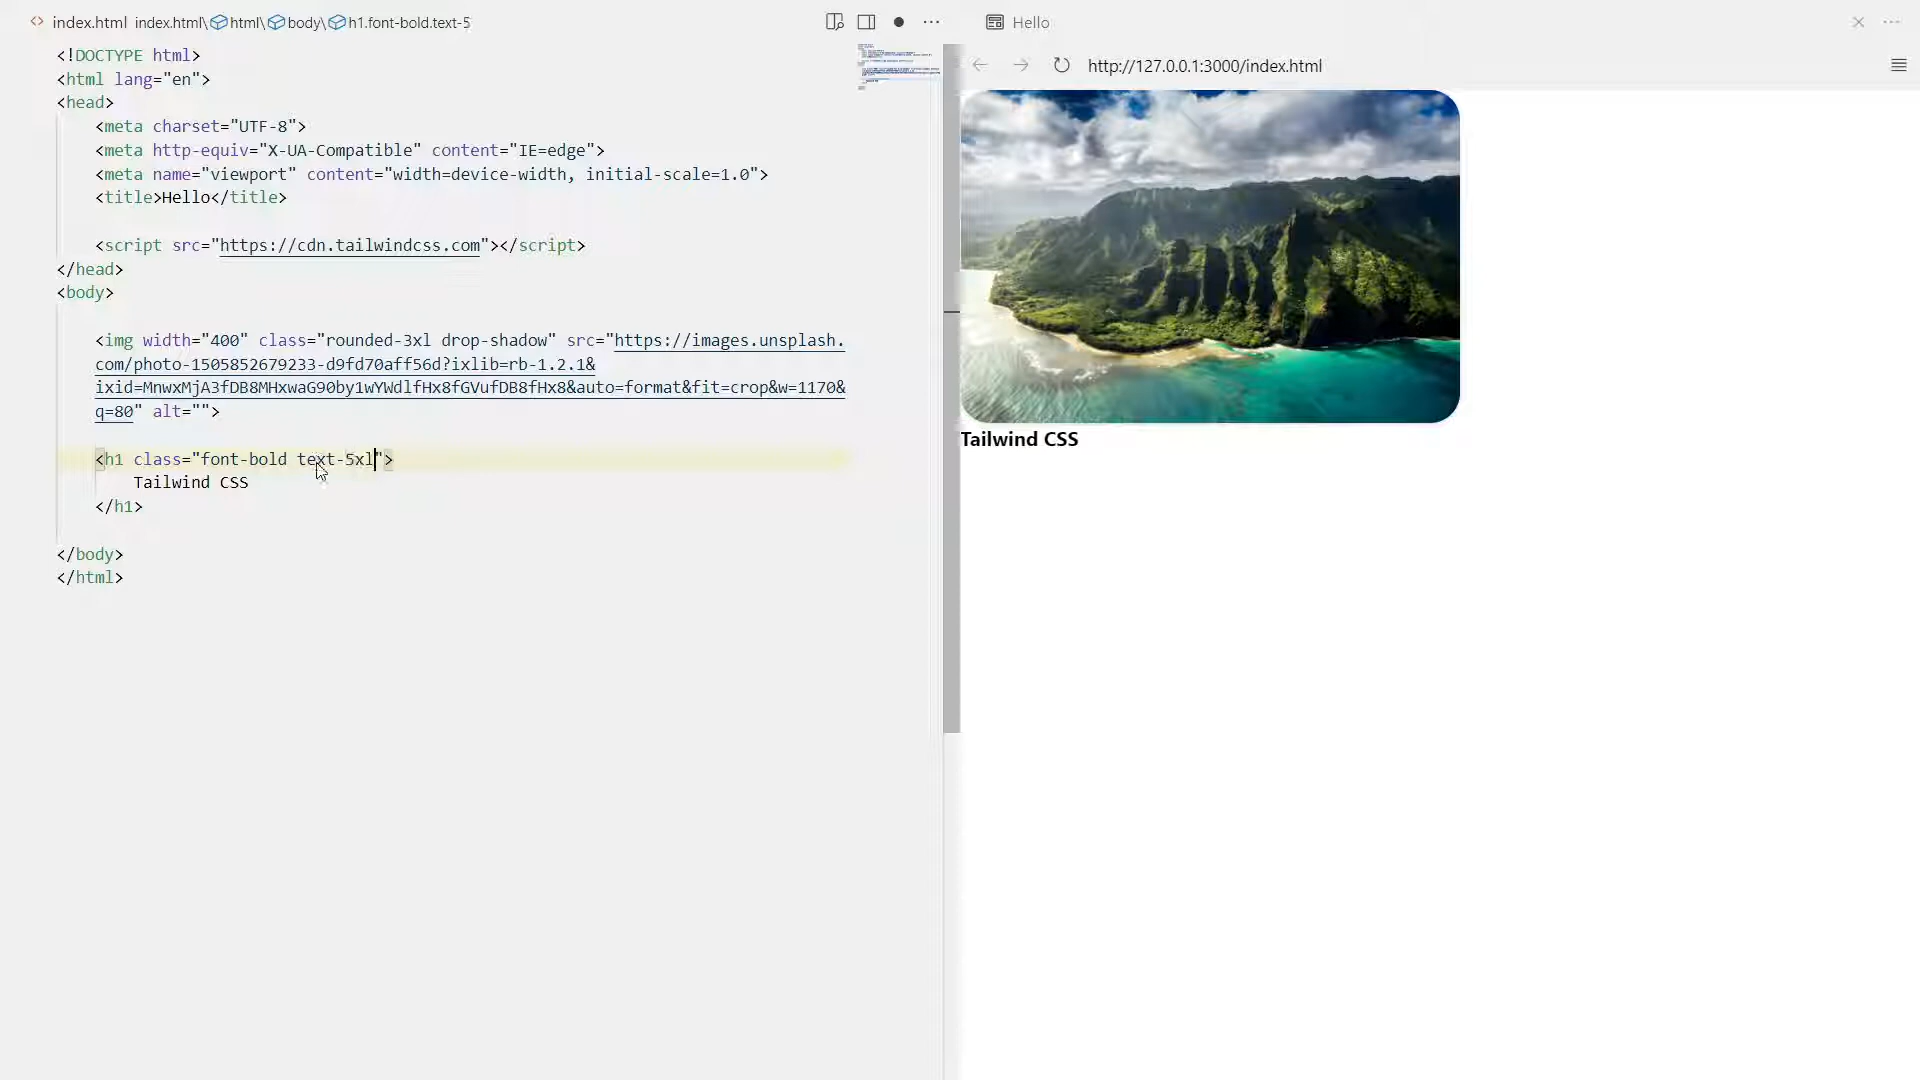 index.html index.html\html\body\h1.font-bold.text-5
<!DOCTYPE html>
<html lang="en">
<head>
<meta charset="UTF-8">
<meta http-equiv="X-UA-Compatible" content="IE=edge">
<meta name="viewport" content="width=device-width, initial-scale=1.0">
<title>Hello</title>
<script src="https://cdn.tailwindcss.com"></script>
</head>
<body>
<img width="400" class="rounded-3xl drop-shadow" src="https://images.unsplash.
com/photo-1505852679233-d9fd70aff56d?ixlib=rb-1.2.1&
ixid=MnwxMjA3fDB8MHxwaG90by1wYWdlfHx8fGVufDB8fHx8&auto=format&fit=crop&w=1170&
q=80" alt="">
<h1 class="font-bold text-5xl">
Tailwind CSS
</h1>
</body>
</html>
Hello
http://127.0.0.1:3000/index.html
Tailwind CSS